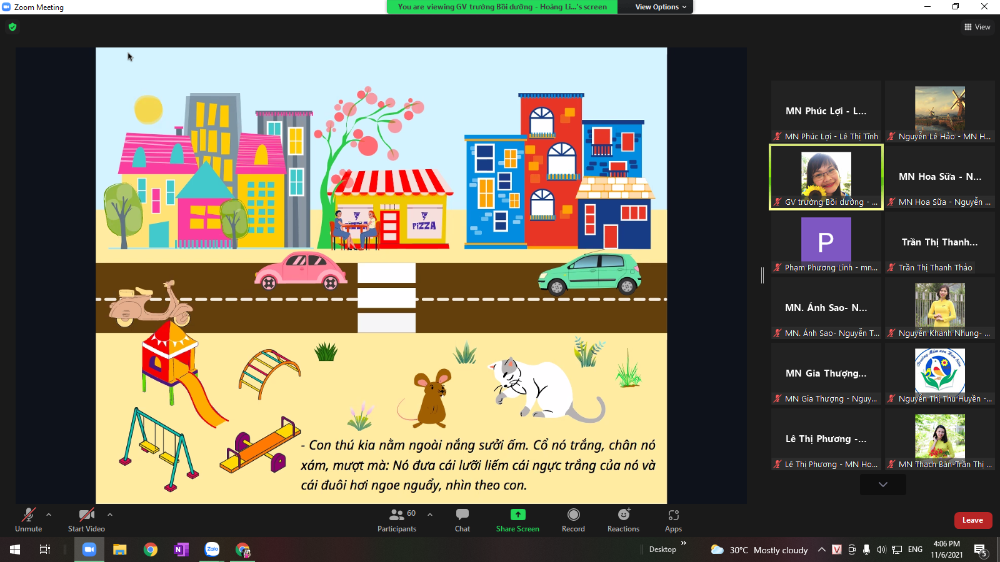 Zoom Meeting
You are viewing GV trường Bồi dưỡng - Hoàng Li...'s screen
View Options
View
PIZZA
- Con thú kia nằm ngoài nắng sưởi ấm. Cổ nó trắng, chân nó
xám, mượt mà: Nó đưa cái lưỡi liếm cái ngực trắng của nó và
cái đuôi hơi ngoe nguẩy, nhìn theo con.
MN Phúc Lợi - L...
MN Phúc Lợi - Lê Thị Tĩnh
Nguyễn Lê Hảo - MN H...
GV trường Bồi dưỡng - ...
MN Hoa Sữa - N...
MN Hoa Sữa - Nguyễn ...
P
Phạm Phương Linh - mn...
Trần Thị Thanh...
Trần Thị Thanh Thảo
MN. Ánh Sao- N...
MN. Ánh Sao- Nguyễn T...
Nguyễn Khánh Nhung- ...
MN Gia Thượng...
MN Gia Thượng - Nguy...
Trường Mầm non Hoa Sữa
Nguyễn Thị Thu Huyền -...
Lê Thị Phương -...
Lê Thị Phương - MN Ho...
MN Thạch Bàn-Trần Thị ...
Unmute
Start Video
60
Participants
Chat
Share Screen
Record
Reactions
Apps
Leave
N
Zalo
Desktop
30°C Mostly cloudy
V
ENG
4:06 PM
11/6/2021
5